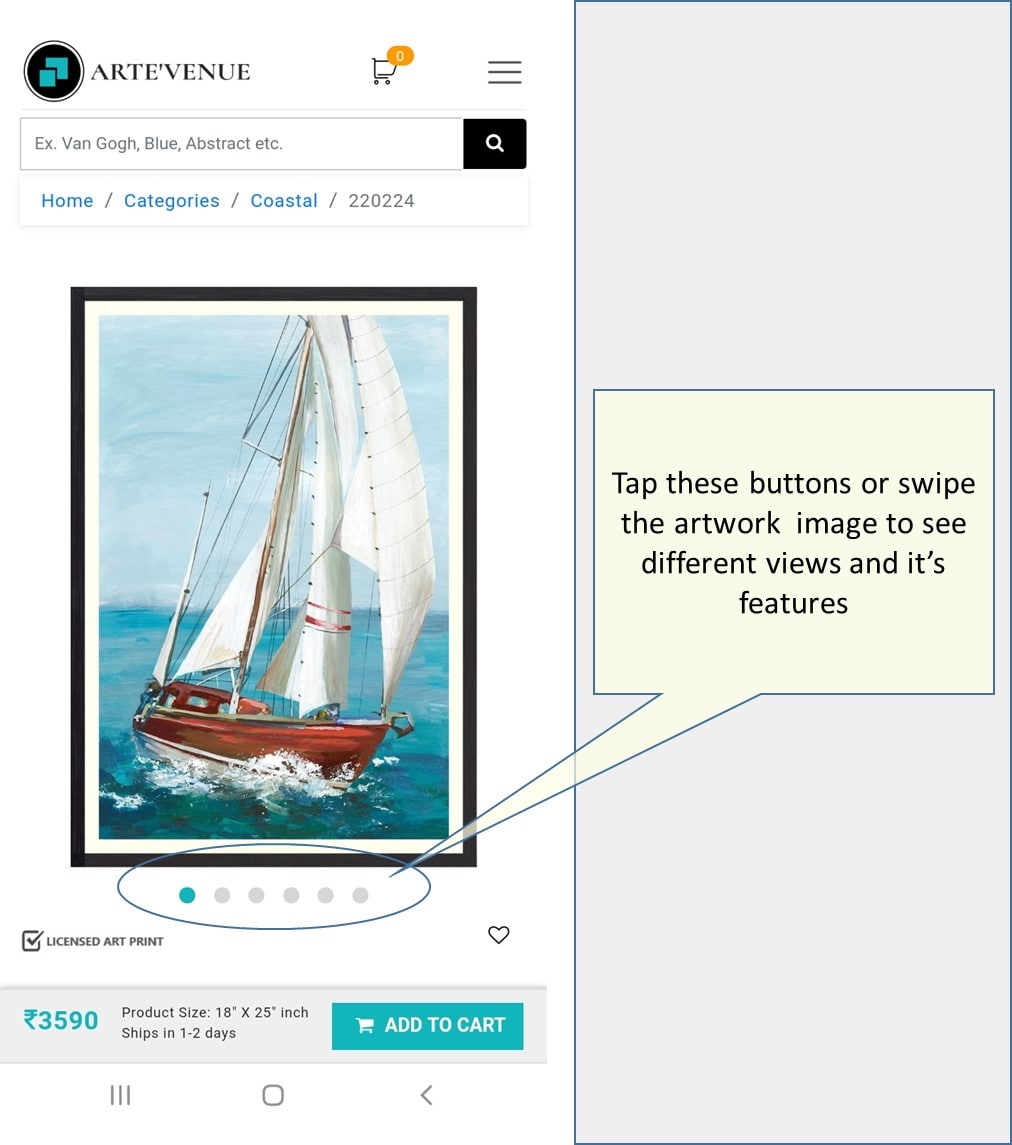 ARTE'VENUE
0
Ex. Van Gogh, Blue, Abstract etc.
Home / Categories / Coastal / 220224
Tap these buttons or swipe
the artwork image to see
different views and it’s
features
LICENSED ART PRINT
₹3590
Product Size: 18" X 25" inch
Ships in 1-2 days
ADD TO CART